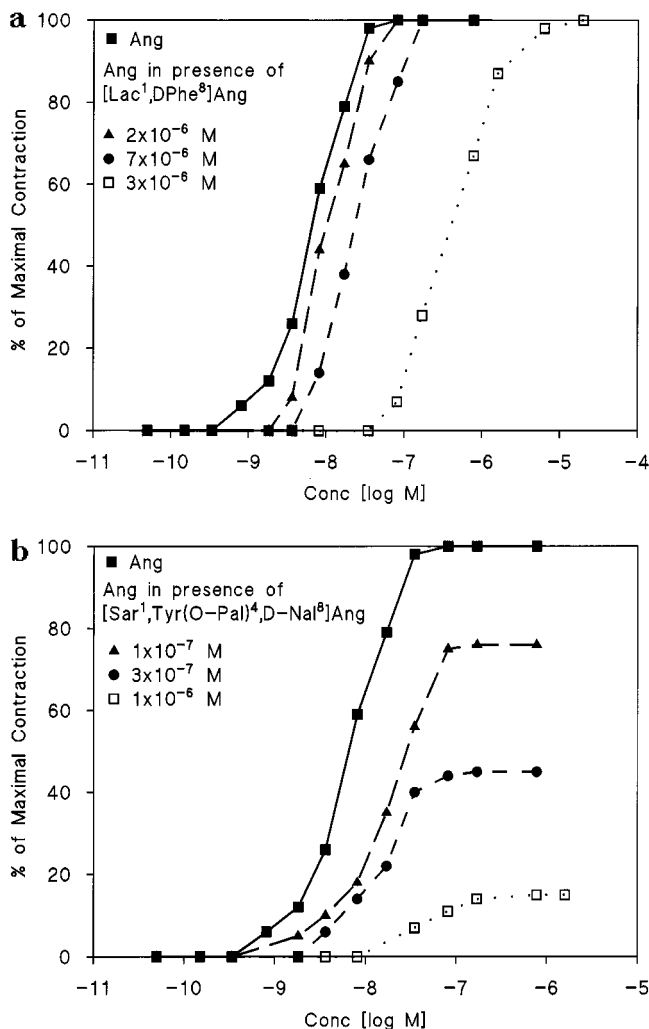 a
100
80
60
40
20
0
% of Maximal Contraction
■ Ang
Ang in presence of
[Lac¹,DPhe⁸]Ang
▲ 2x10⁻⁶ M
● 7x10⁻⁶ M
□ 3x10⁻⁶ M
-11 -10 -9 -8 -7 -6 -5 -4
Conc [log M]
b
100
80
60
40
20
0
% of Maximal Contraction
■ Ang
Ang in presence of
[Sar¹,Tyr(O-Pal)⁴,D-Nal⁸]Ang
▲ 1x10⁻⁷ M
● 3x10⁻⁷ M
□ 1x10⁻⁶ M
-11 -10 -9 -8 -7 -6 -5
Conc [log M]